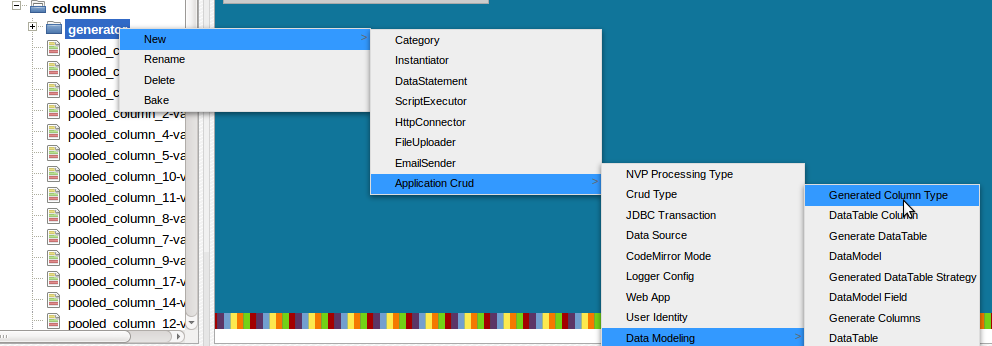 columns
generator
pooled_c
pooled_c
pooled_c
pooled_column_2-va
pooled_column_4-va
pooled_column_5-va
pooled_column_10-v
pooled_column_11-v
pooled_column_8-va
pooled_column_7-va
pooled_column_9-va
pooled_column_17-v
pooled_column_14-v
pooled_column_12-v
New
Rename
Delete
Bake
Category
Instantiator
DataStatement
ScriptExecutor
HttpConnector
FileUploader
EmailSender
Application Crud
NVP Processing Type
Crud Type
JDBC Transaction
Data Source
CodeMirror Mode
Logger Config
Web App
User Identity
Data Modeling
Generated Column Type
DataTable Column
Generate DataTable
DataModel
Generated DataTable Strategy
DataModel Field
Generate Columns
DataTable